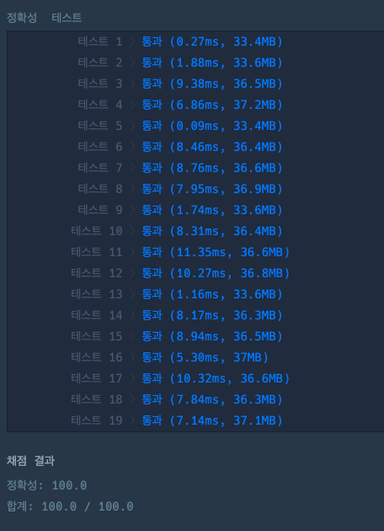 정확성 테스트
테스트 1 〉 통과 (0.27ms, 33.4MB)
테스트 2 〉 통과 (1.88ms, 33.6MB)
테스트 3 〉 통과 (9.38ms, 36.5MB)
테스트 4 〉 통과 (6.86ms, 37.2MB)
테스트 5 〉 통과 (0.09ms, 33.4MB)
테스트 6 〉 통과 (8.46ms, 36.4MB)
테스트 7 〉 통과 (8.76ms, 36.6MB)
테스트 8 〉 통과 (7.95ms, 36.9MB)
테스트 9 〉 통과 (1.74ms, 33.6MB)
테스트 10 〉 통과 (8.31ms, 36.4MB)
테스트 11 〉 통과 (11.35ms, 36.6MB)
테스트 12 〉 통과 (10.27ms, 36.8MB)
테스트 13 〉 통과 (1.16ms, 33.6MB)
테스트 14 〉 통과 (8.17ms, 36.3MB)
테스트 15 〉 통과 (8.94ms, 36.5MB)
테스트 16 〉 통과 (5.30ms, 37MB)
테스트 17 〉 통과 (10.32ms, 36.6MB)
테스트 18 〉 통과 (7.84ms, 36.3MB)
테스트 19 〉 통과 (7.14ms, 37.1MB)
채점 결과
정확성: 100.0
합계: 100.0 / 100.0